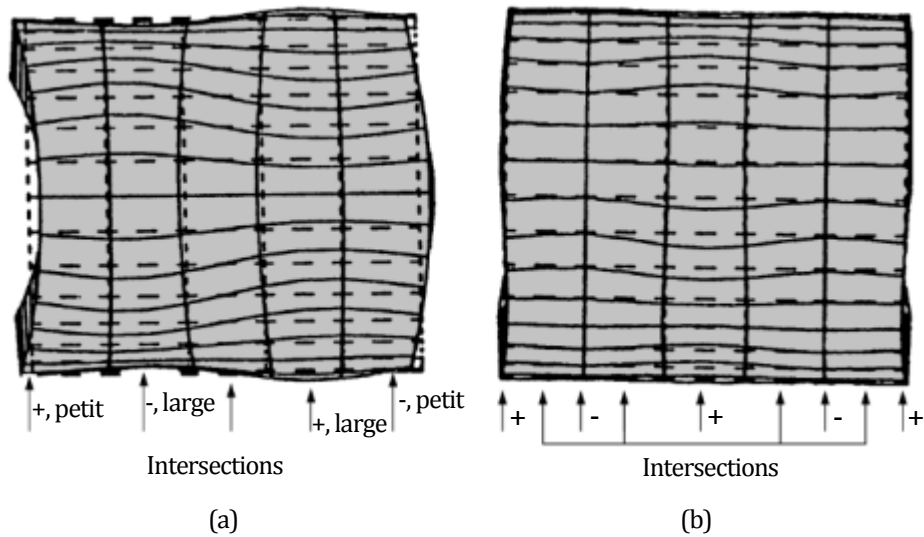 +, petit
-, large
+, large
-, petit
Intersections
(a)
+ - + - +
Intersections
(b)